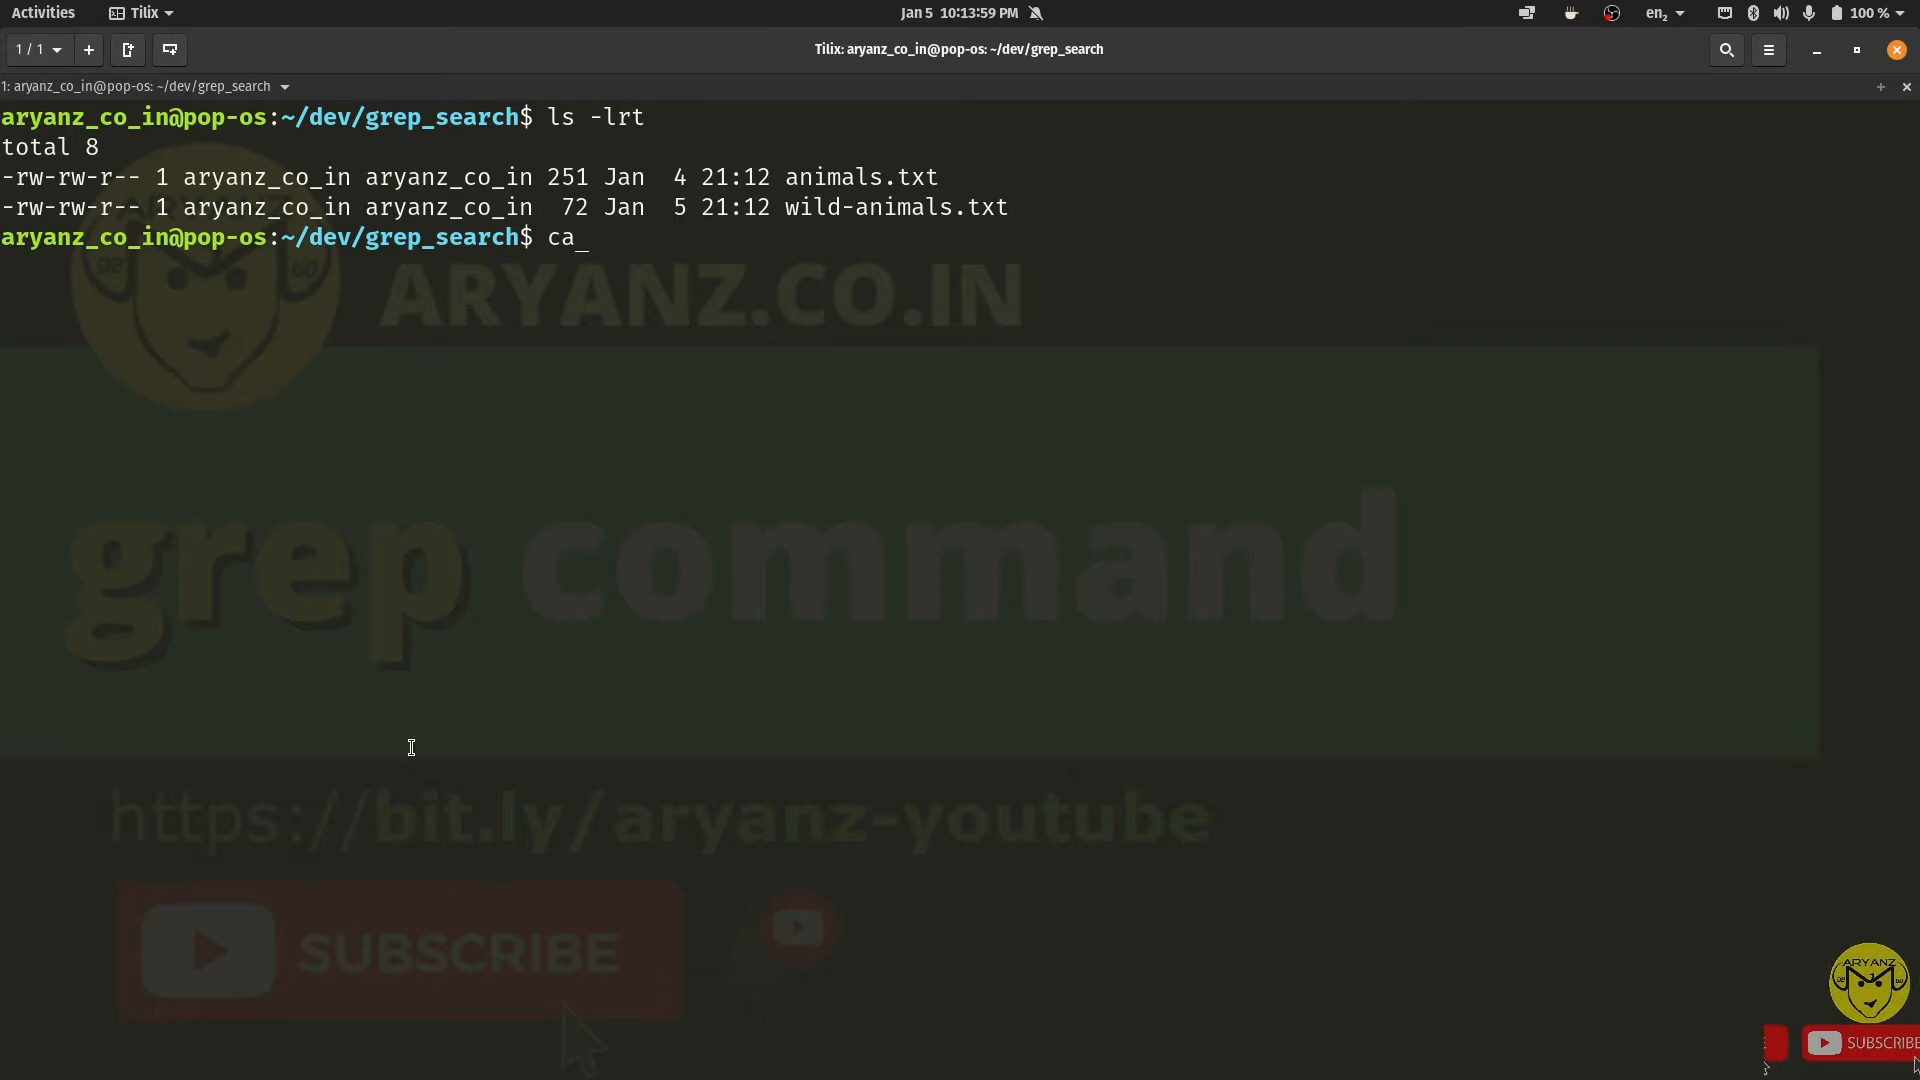 Activities Tilix Jan 5 10:13:59 PM en₂ 100 %
1 / 1 Tilix: aryanz_co_in@pop-os: ~/dev/grep_search
1: aryanz_co_in@pop-os: ~/dev/grep_search
aryanz_co_in@pop-os:~/dev/grep_search$ ls -lrt
total 8
-rw-rw-r-- 1 aryanz_co_in aryanz_co_in 251 Jan  4 21:12 animals.txt
-rw-rw-r-- 1 aryanz_co_in aryanz_co_in  72 Jan  5 21:12 wild-animals.txt
aryanz_co_in@pop-os:~/dev/grep_search$ ca_
ARYANZ.CO.IN
grep command
https://bit.ly/aryanz-youtube
SUBSCRIBE
ARYANZ
SUBSCRIBE